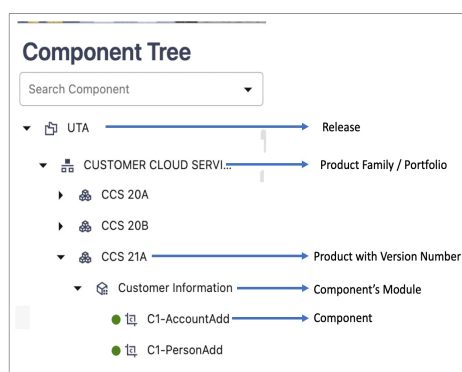 Component Tree
Search Component
UTA Release
CUSTOMER CLOUD SERVI... Product Family / Portfolio
CCS 20A
CCS 20B
CCS 21A Product with Version Number
Customer Information Component's Module
C1-AccountAdd Component
C1-PersonAdd